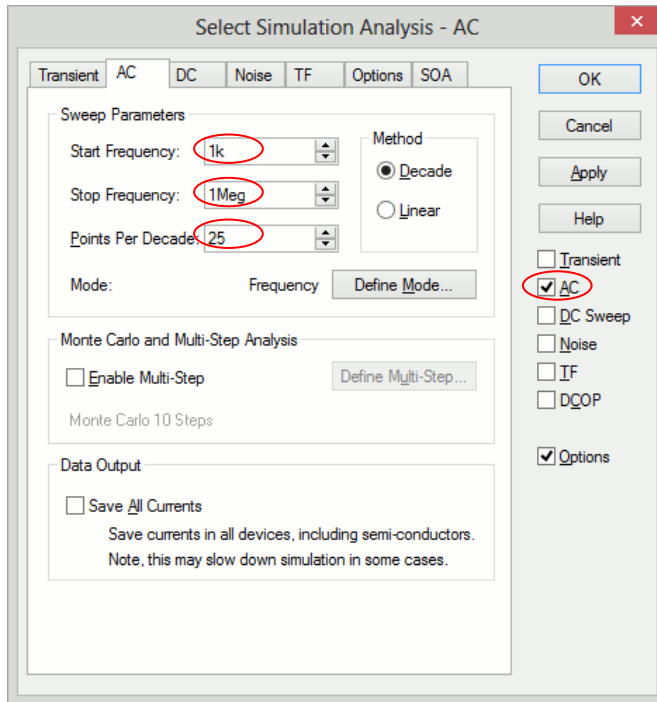 Select Simulation Analysis - AC
Transient AC DC Noise TF Options SOA
Sweep Parameters
Start Frequency: 1k
Stop Frequency: 1Meg
Points Per Decade: 25
Method
Decade
Linear
Mode: Frequency Define Mode...
Monte Carlo and Multi-Step Analysis
Enable Multi-Step Define Multi-Step...
Monte Carlo 10 Steps
Data Output
Save All Currents
Save currents in all devices, including semi-conductors.
Note, this may slow down simulation in some cases.
OK
Cancel
Apply
Help
Transient
AC
DC Sweep
Noise
TF
DCOP
Options